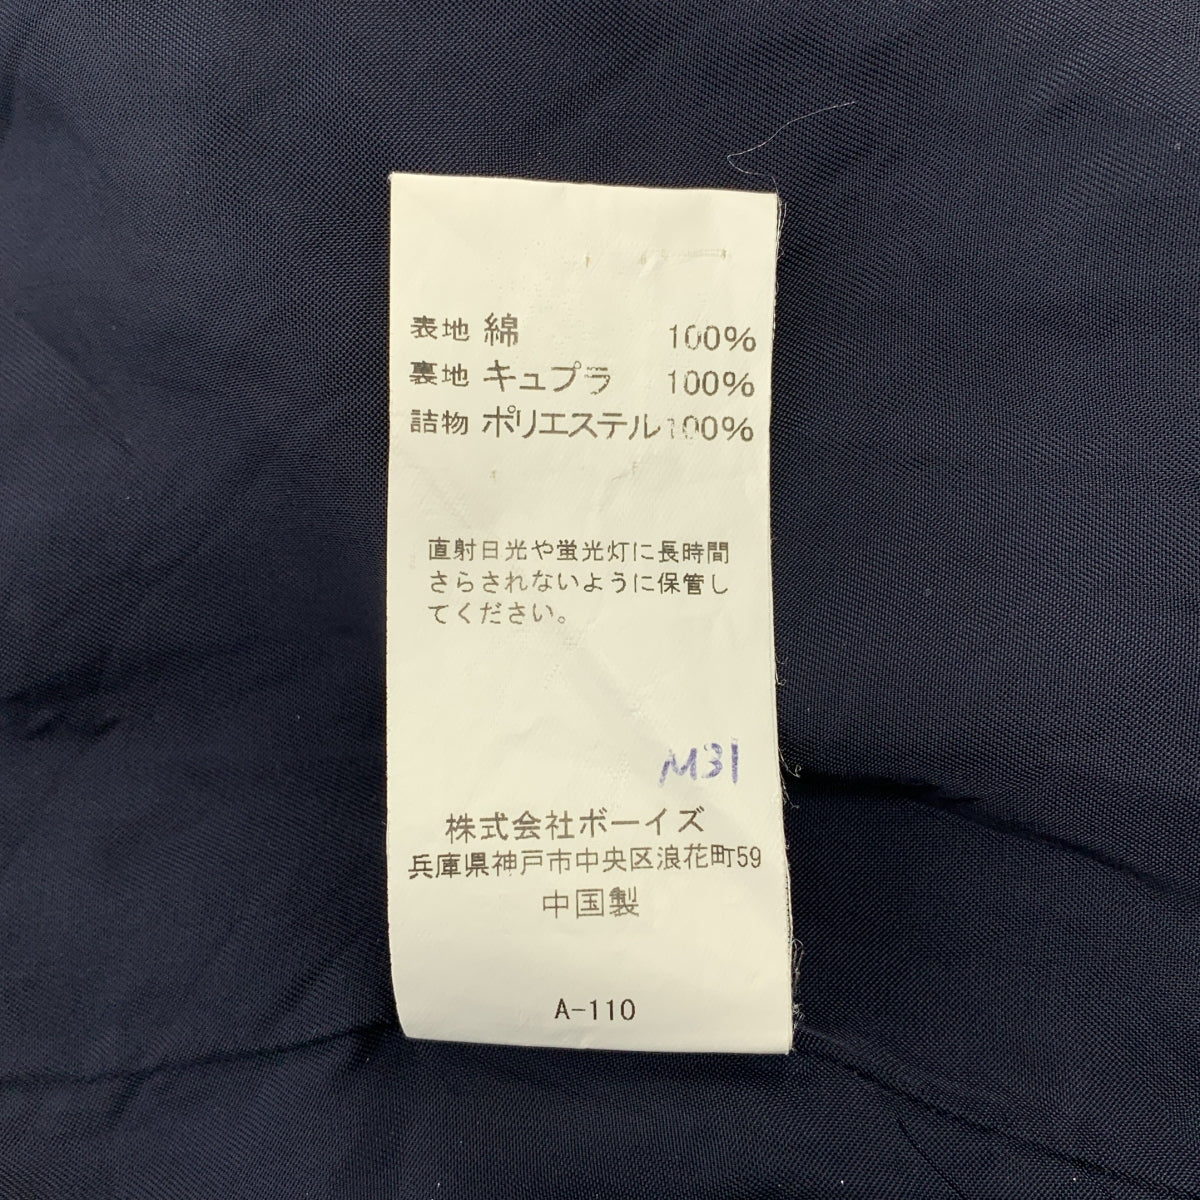 表地 綿 100%
裏地 キュプラ 100%
詰物 ポリエステル 100%
直射日光や蛍光灯に長時間
さらされないように保管し
てください。
M31
株式会社ボーイズ
兵庫県神戸市中央区浪花町59
中国製
A-110